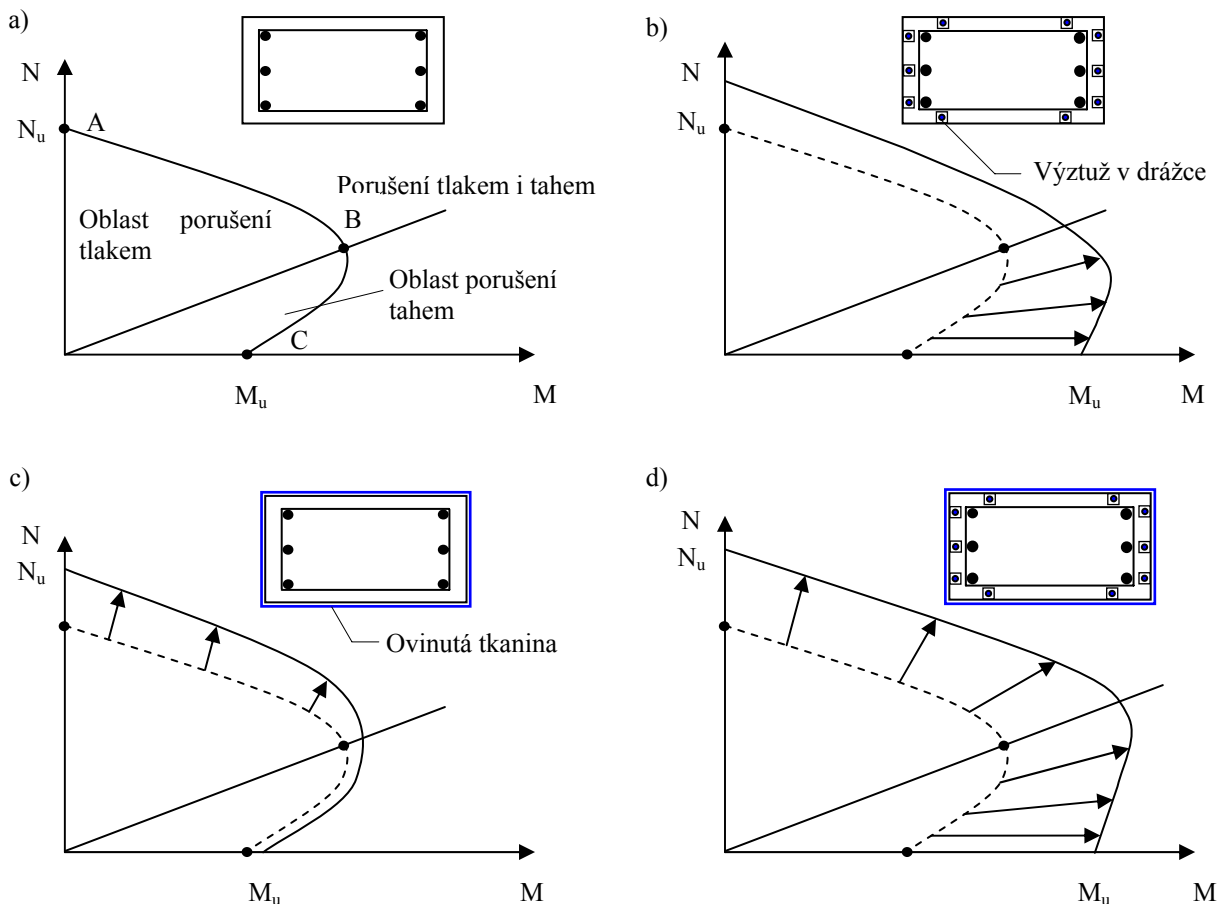 a)
N
Nu
A
Porušení tlakem i tahem
B
Oblast porušení
tlakem
Oblast porušení
tahem
C
Mu
M
b)
N
Nu
Výztuž v drážce
Mu
M
c)
N
Nu
Ovinutá tkanina
Mu
M
d)
N
Nu
Mu
M